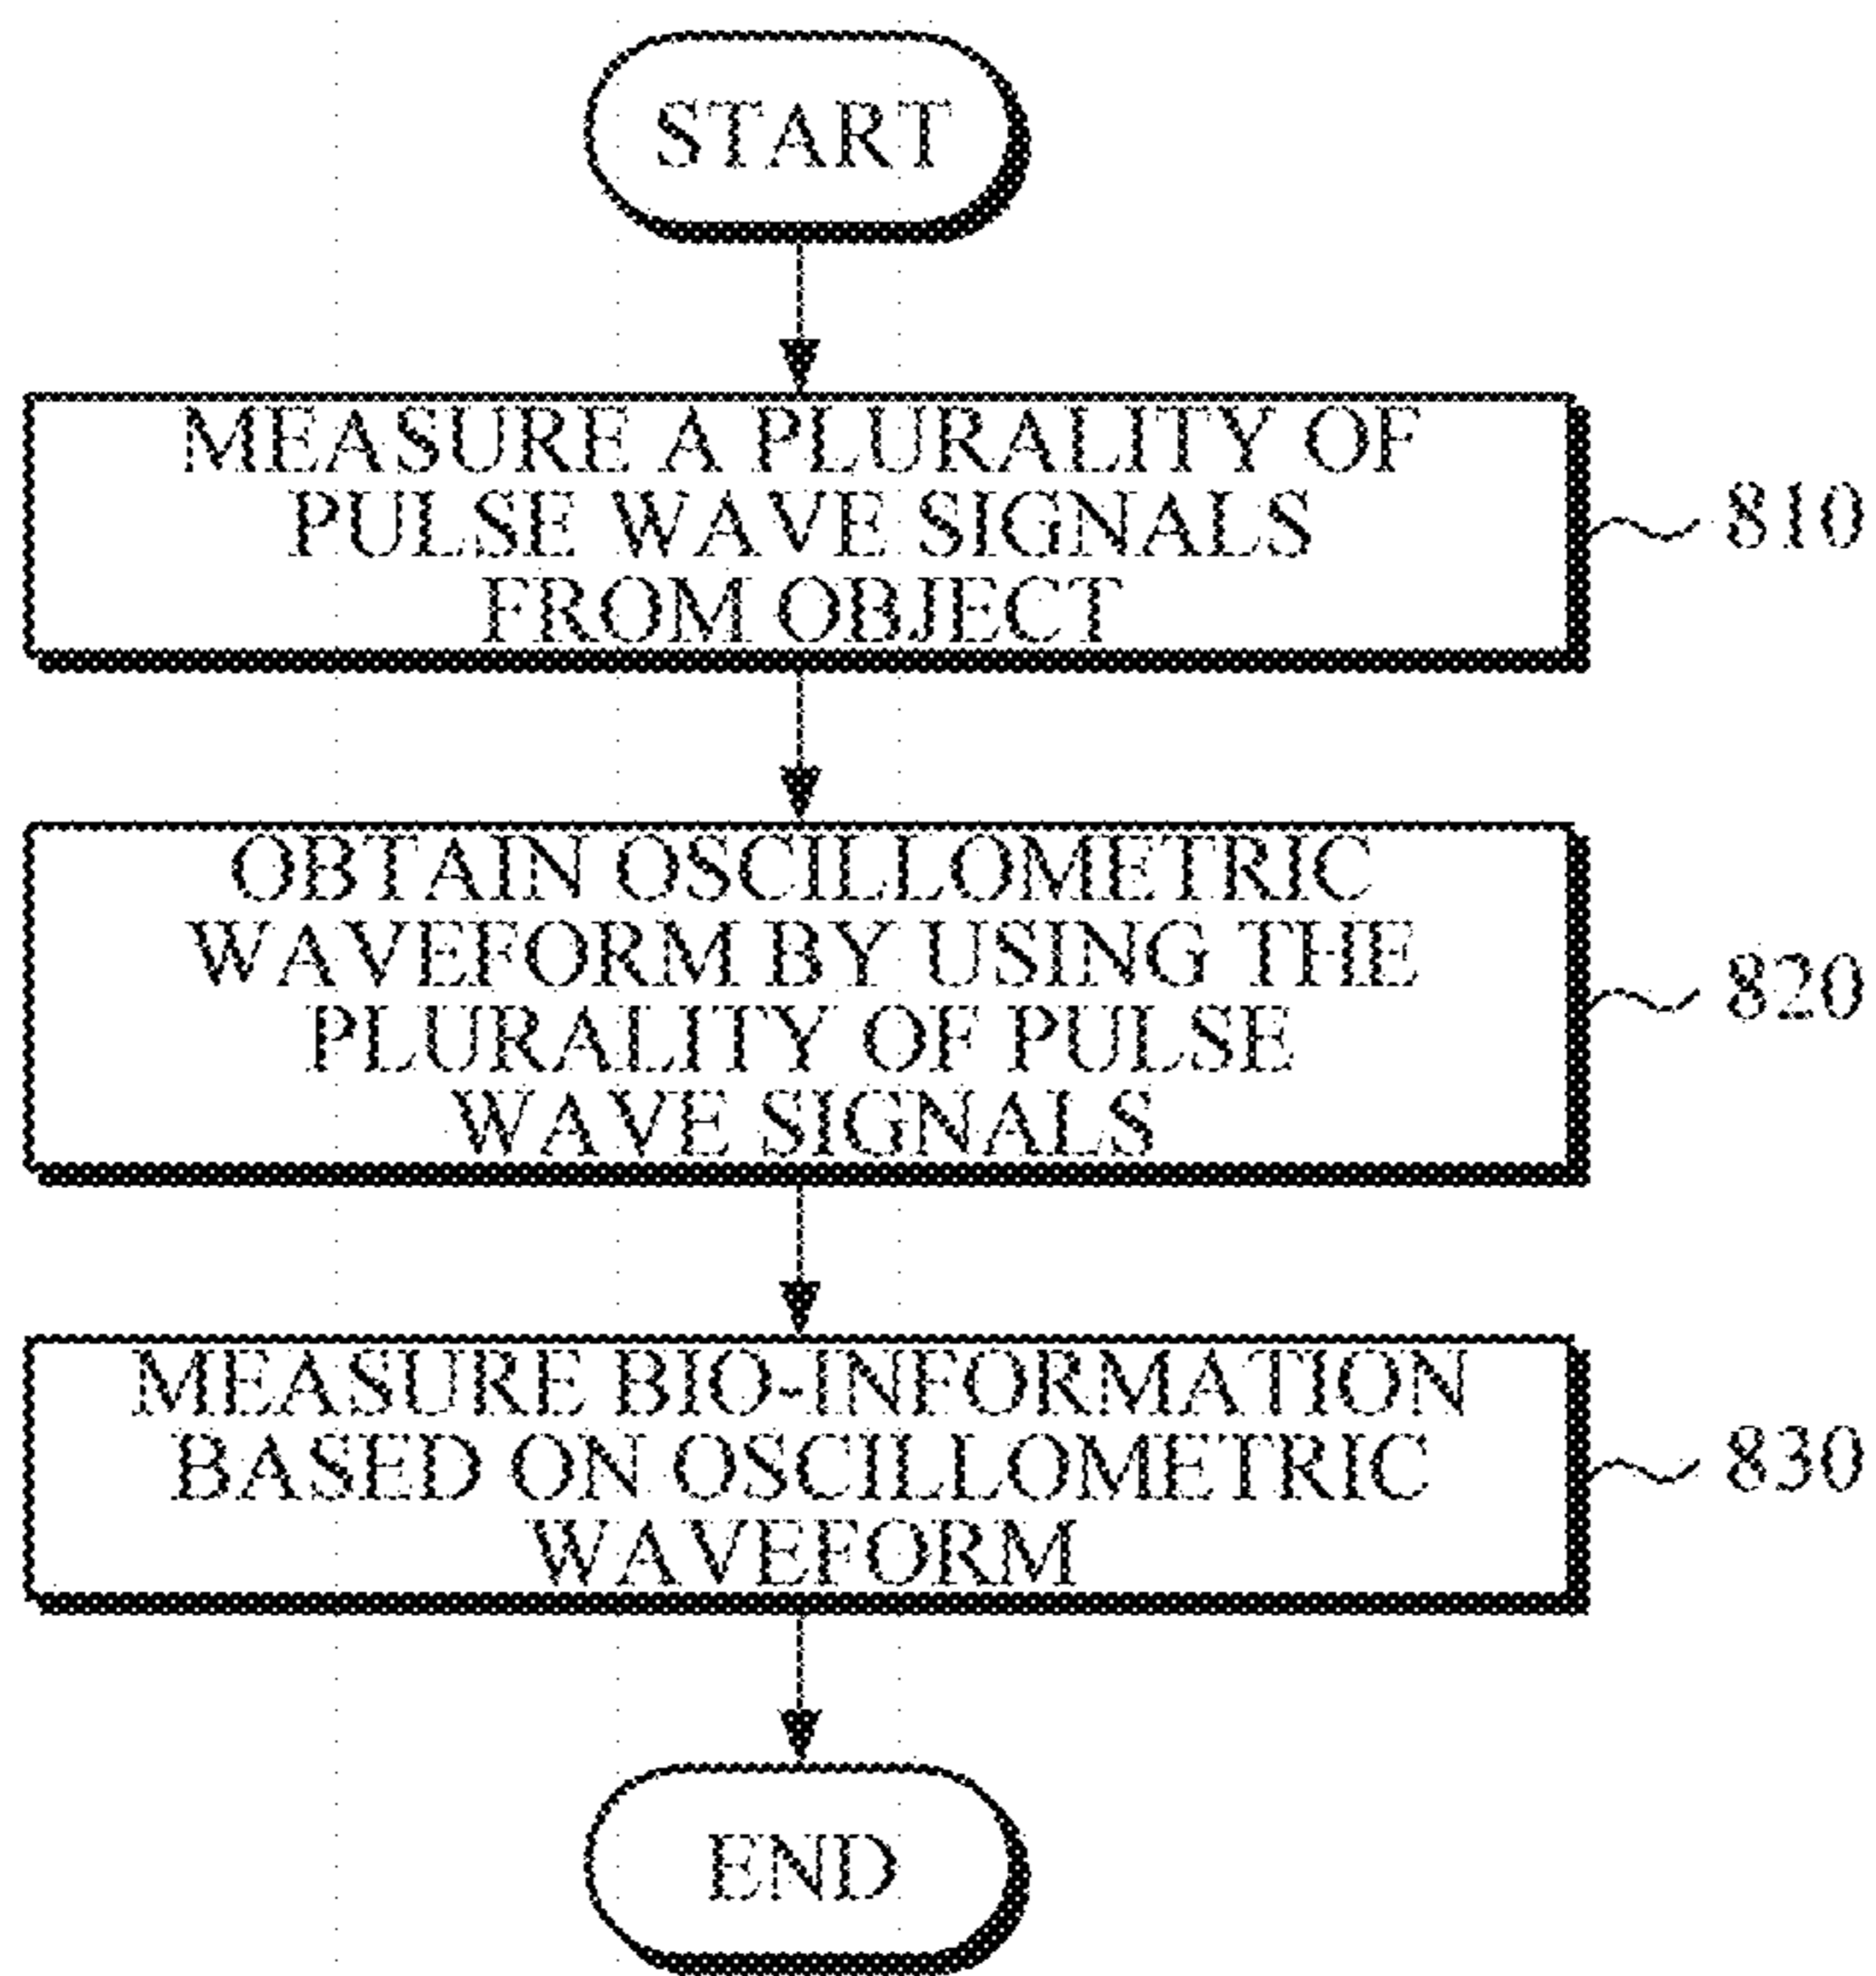 START
MEASURE A PLURALITY OF
PULSE WAVE SIGNALS
FROM OBJECT
810
OBTAIN OSCILLOMETRIC
WAVEFORM BY USING THE
PLURALITY OF PULSE
WAVE SIGNALS
820
MEASURE BIO-INFORMATION
BASED ON OSCILLOMETRIC
WAVEFORM
830
END